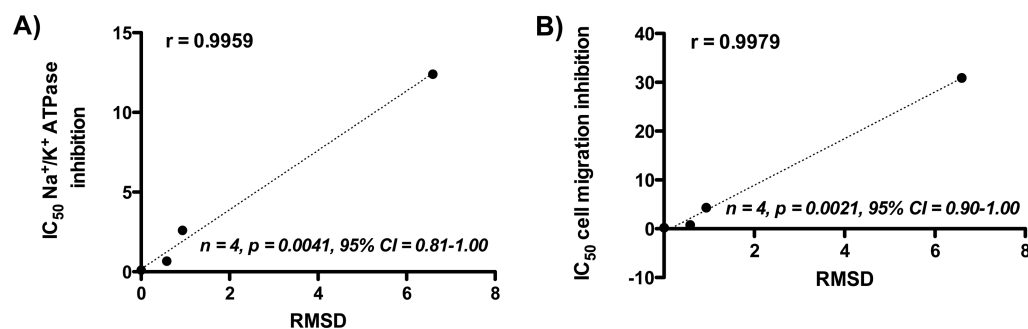 A)
r = 0.9959
IC50 Na+/K+ ATPase
inhibition
15
10
5
0
n = 4, p = 0.0041, 95% CI = 0.81-1.00
0 2 4 6 8
RMSD
B)
r = 0.9979
IC50 cell migration inhibition
40
30
20
10
0
-10
n = 4, p = 0.0021, 95% CI = 0.90-1.00
2 4 6 8
RMSD